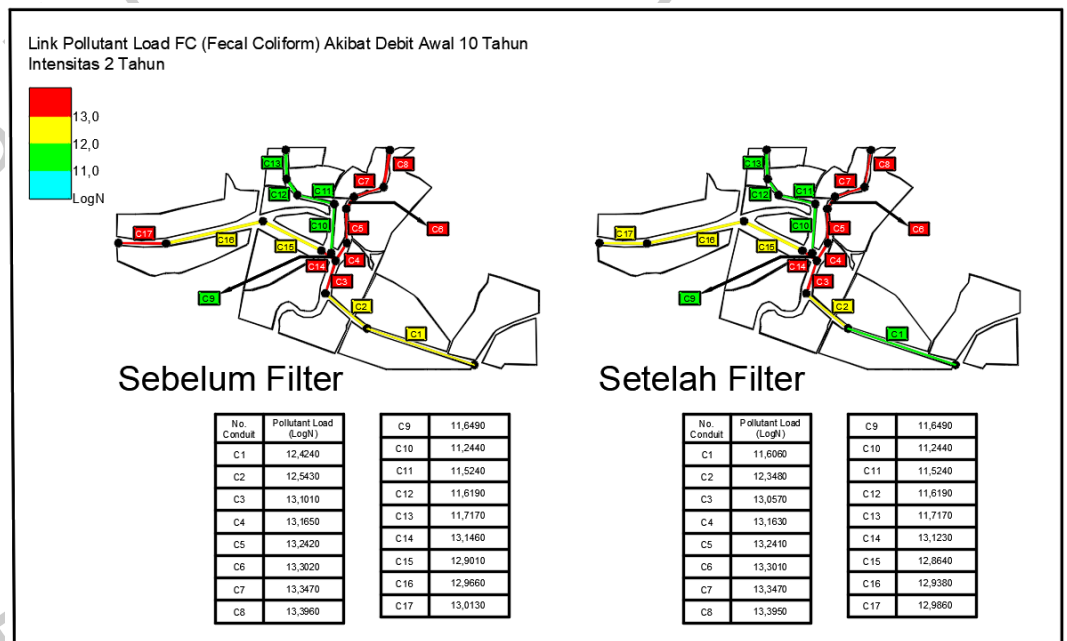 Link Pollutant Load FC (Fecal Coliform) Akibat Debit Awal 10 Tahun
Intensitas 2 Tahun
13,0
12,0
11,0
LogN
C13
C8
C7
C12
C11
C10
C5
C6
C17
C16
C15
C4
C14
C3
C9
C2
C1
Sebelum Filter
C13
C8
C7
C12
C11
C10
C5
C6
C17
C16
C15
C4
C14
C3
C9
C2
C1
Setelah Filter
No. Conduit Pollutant Load (LogN)
C1 12,4240
C2 12,5430
C3 13,1010
C4 13,1650
C5 13,2420
C6 13,3020
C7 13,3470
C8 13,3960
C9 11,6490
C10 11,2440
C11 11,5240
C12 11,6190
C13 11,7170
C14 13,1460
C15 12,9010
C16 12,9660
C17 13,0130
No. Conduit Pollutant Load (LogN)
C1 11,6060
C2 12,3480
C3 13,0570
C4 13,1630
C5 13,2410
C6 13,3010
C7 13,3470
C8 13,3950
C9 11,6490
C10 11,2440
C11 11,5240
C12 11,6190
C13 11,7170
C14 13,1230
C15 12,8640
C16 12,9380
C17 12,9860